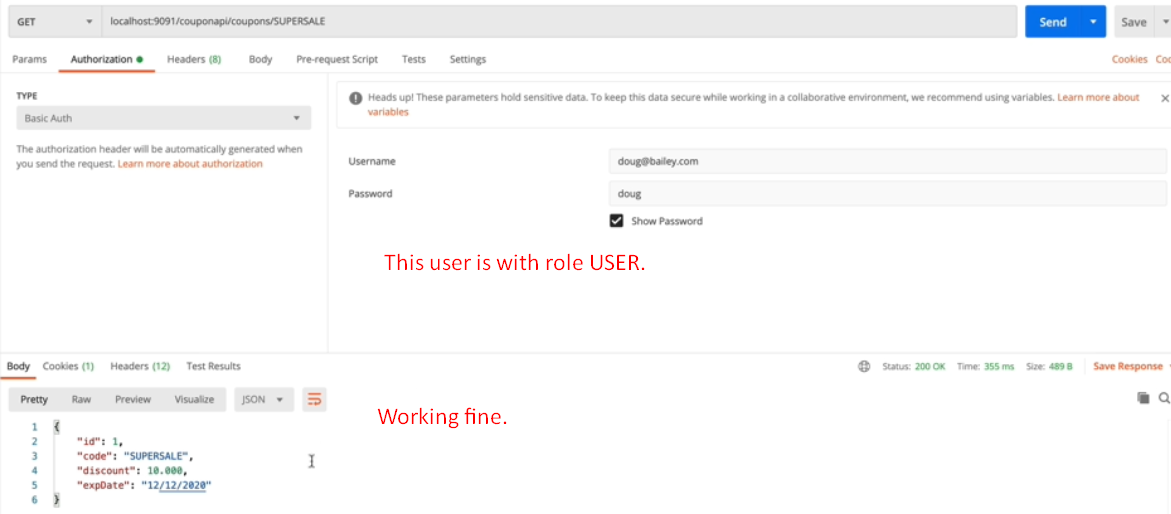 GET localhost:9091/couponapi/coupons/SUPERSALE Send Save
Params Authorization Headers (8) Body Pre-request Script Tests Settings Cookies
TYPE
Basic Auth
The authorization header will be automatically generated when
you send the request. Learn more about authorization
Heads up! These parameters hold sensitive data. To keep this data secure while working in a collaborative environment, we recommend using variables. Learn more about
variables
Username doug@bailey.com
Password doug
Show Password
This user is with role USER.
Body Cookies (1) Headers (12) Test Results Status: 200 OK Time: 355 ms Size: 489 B Save Response
Pretty Raw Preview Visualize JSON
Working fine.
1 {
2 "id": 1,
3 "code": "SUPERSALE",
4 "discount": 10.000,
5 "expDate": "12/12/2020"
6 }